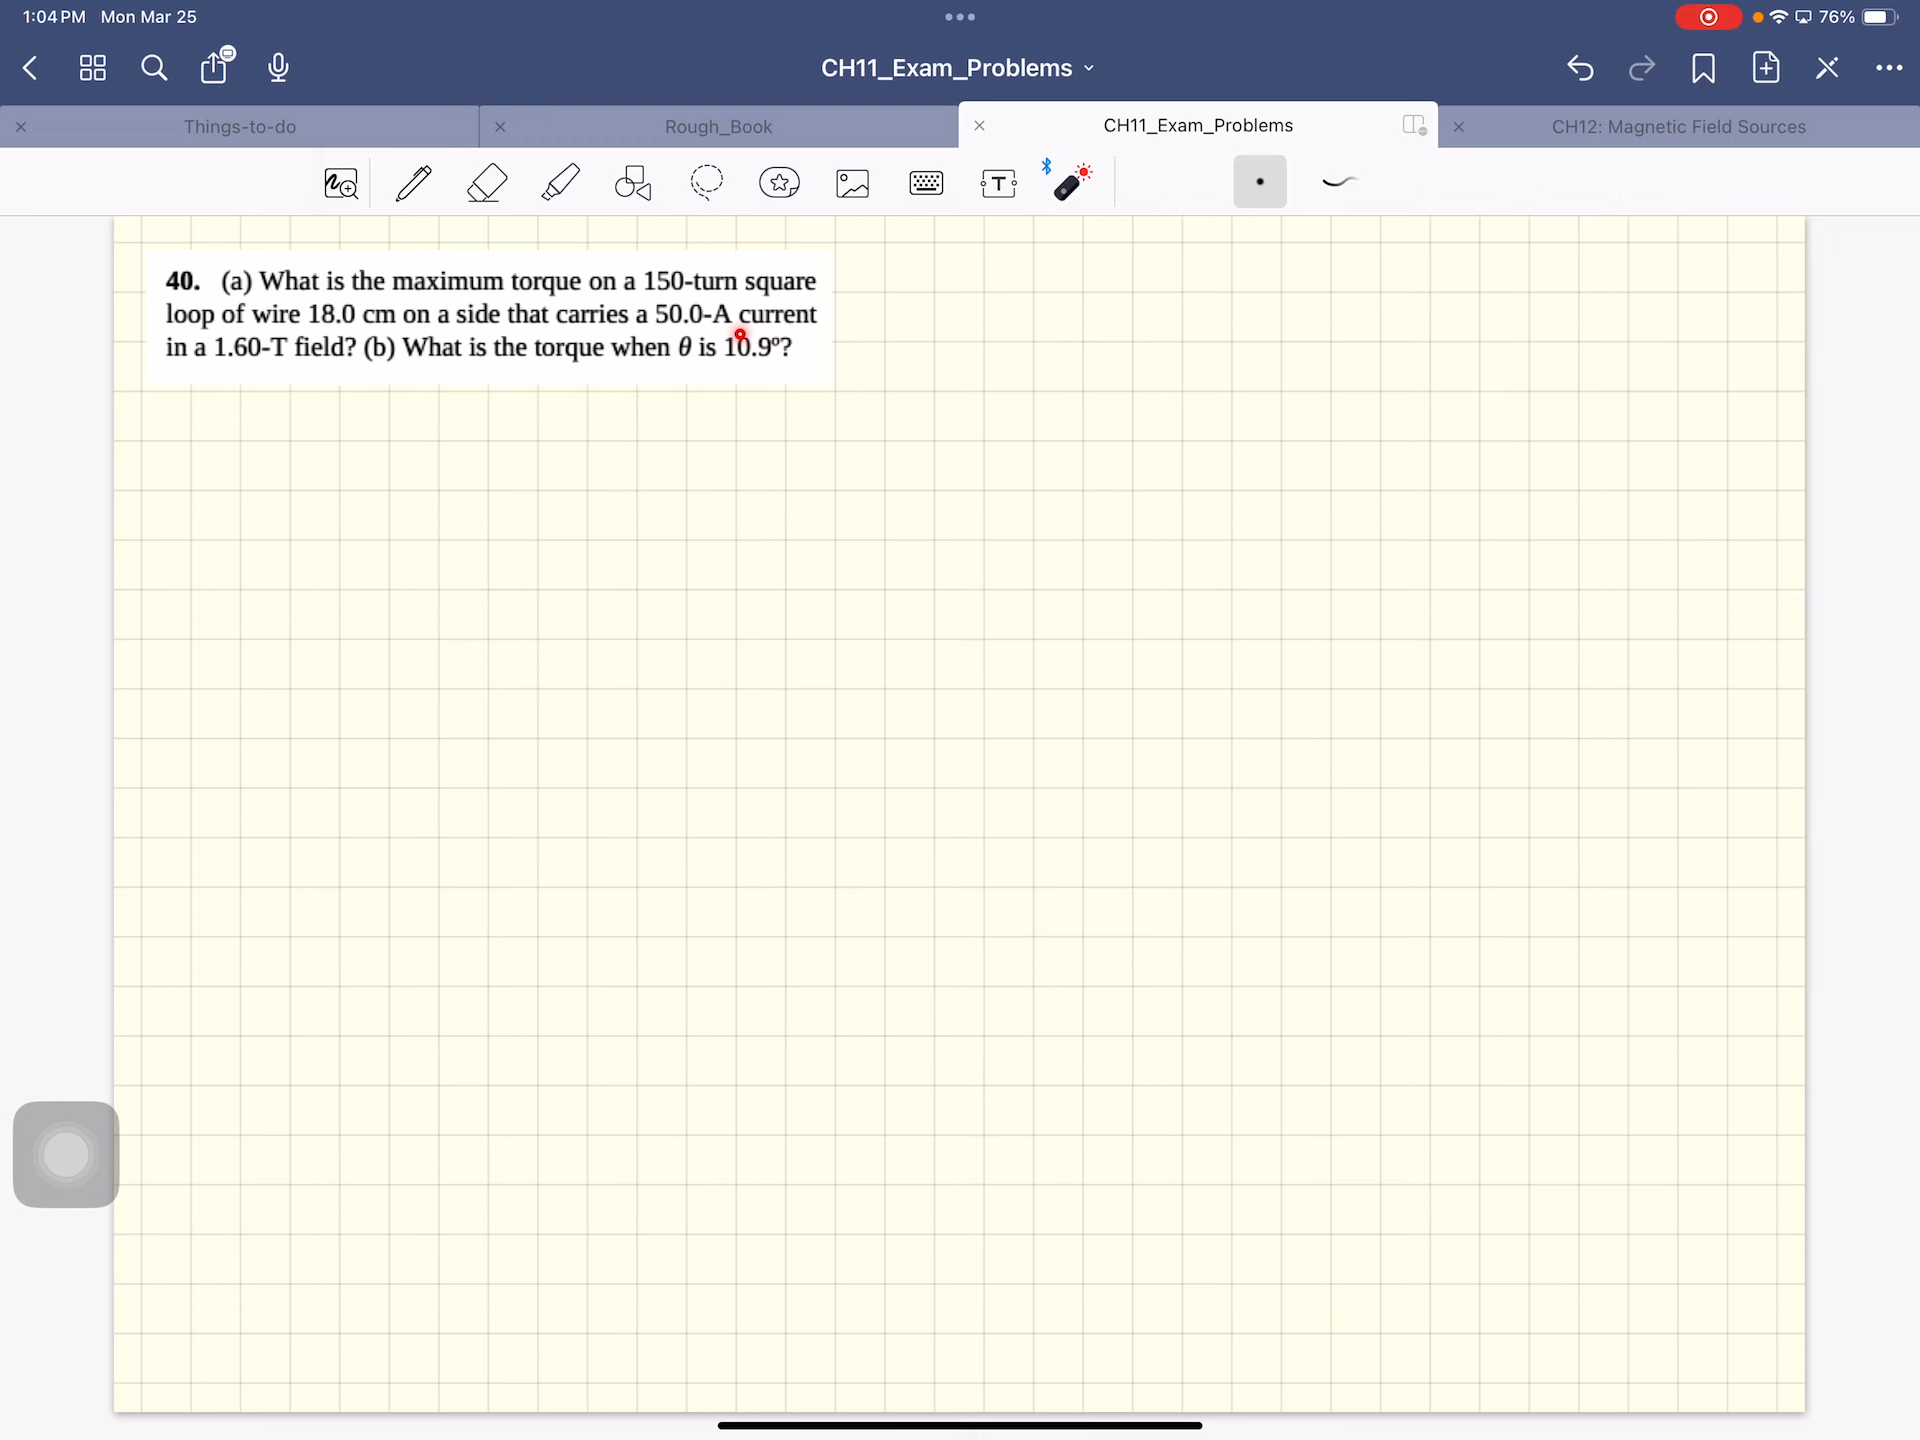 1:04 PM Mon Mar 25
76%
CH11_Exam_Problems
Things-to-do
Rough_Book
CH11_Exam_Problems
CH12: Magnetic Field Sources
T
40. (a) What is the maximum torque on a 150-turn square
loop of wire 18.0 cm on a side that carries a 50.0-A current
in a 1.60-T field? (b) What is the torque when θ is 10.9º?